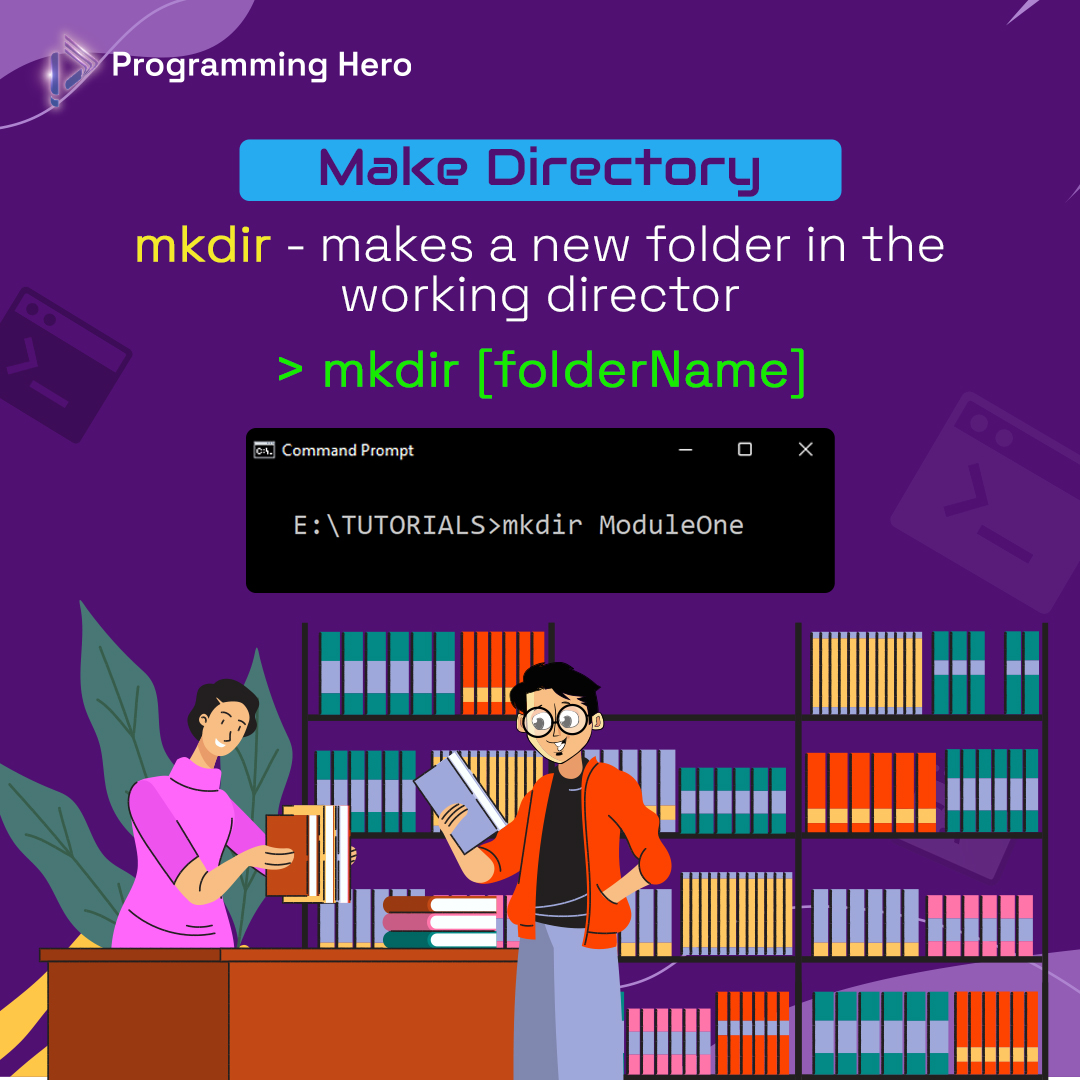 Programming Hero
Make Directory
mkdir - makes a new folder in the
working director
> mkdir [folderName]
C:\. Command Prompt
E:\TUTORIALS>mkdir ModuleOne